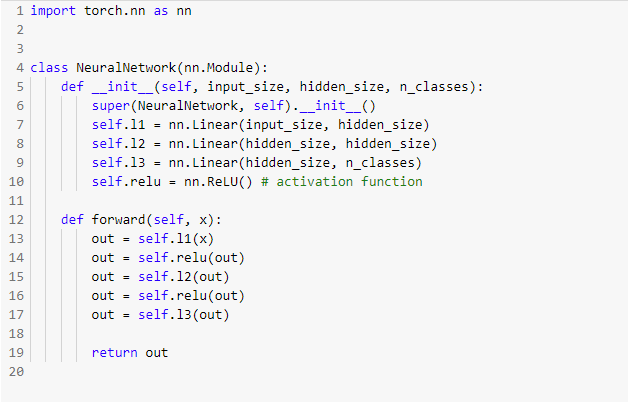 1 import torch.nn as nn
2
3
4 class NeuralNetwork(nn.Module):
5     def __init__(self, input_size, hidden_size, n_classes):
6         super(NeuralNetwork, self).__init__()
7         self.l1 = nn.Linear(input_size, hidden_size)
8         self.l2 = nn.Linear(hidden_size, hidden_size)
9         self.l3 = nn.Linear(hidden_size, n_classes)
10         self.relu = nn.ReLU() # activation function
11
12     def forward(self, x):
13         out = self.l1(x)
14         out = self.relu(out)
15         out = self.l2(out)
16         out = self.relu(out)
17         out = self.l3(out)
18
19         return out
20